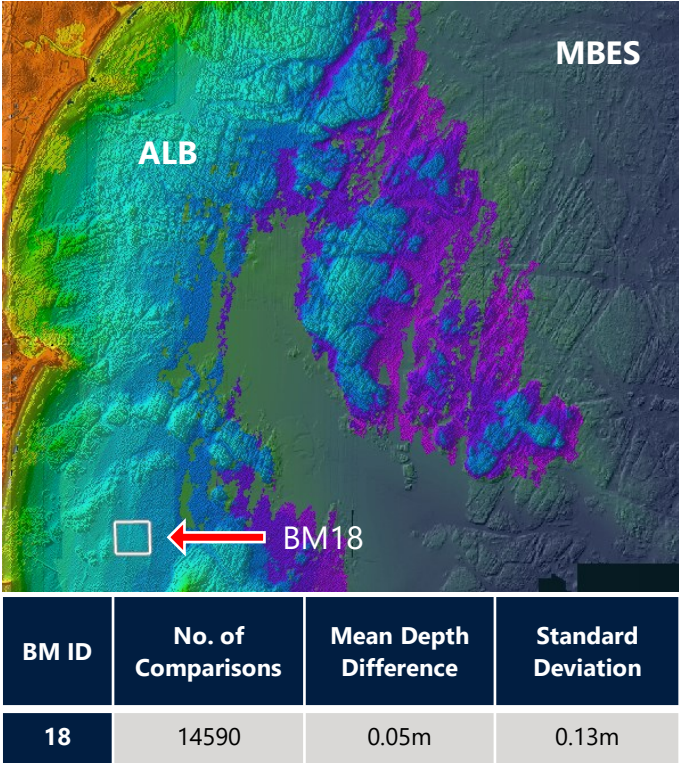 MBES
ALB
BM18
BM ID
No. of
Comparisons
Mean Depth
Difference
Standard
Deviation
18
14590
0.05m
0.13m